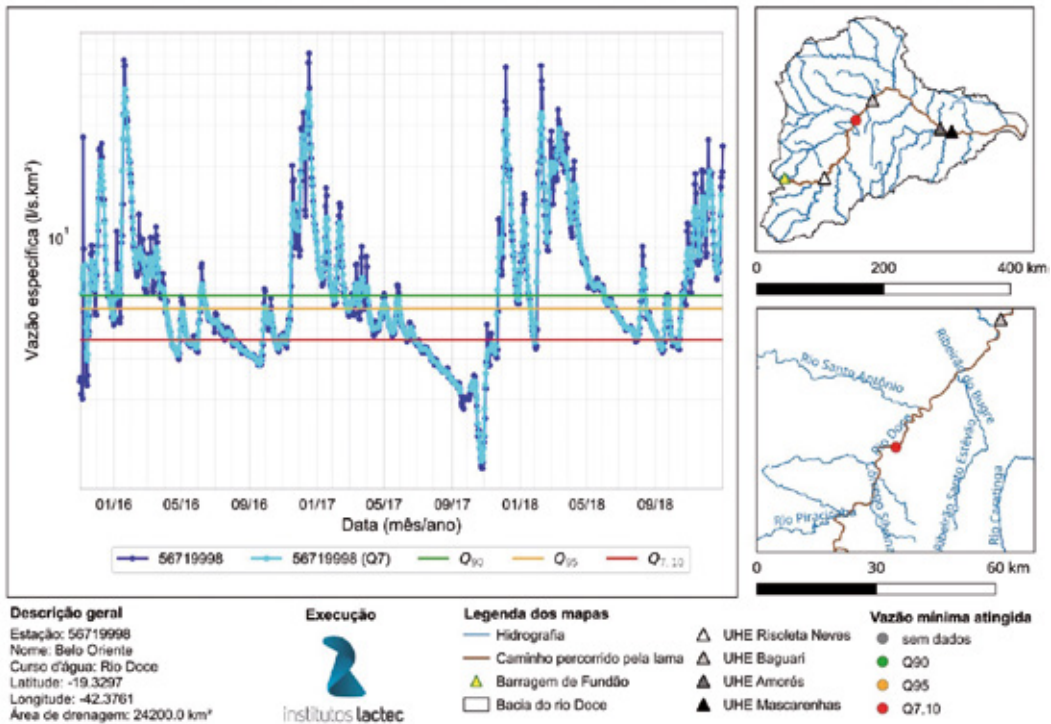 Vazão específica (l/s.km²)
10¹
01/16 05/16 09/16 01/17 05/17 09/17 01/18 05/18 09/18
Data (mês/ano)
56719998 56719998 (Q7) Q90 Q95 Q7, 10
0 200 400 km
Rio Santo Antônio
Ribeirão do Bugre
Rio Doce
Ribeirão Santo Estêvão
Rio Caratinga
Rio Piracicaba
0 30 60 km
Descrição geral
Estação: 56719998
Nome: Belo Oriente
Curso d'água: Rio Doce
Latitude: -19.3297
Longitude: -42.3761
Área de drenagem: 24200.0 km²
Execução
institutos lactec
Legenda dos mapas
Hidrografia
Caminho percorrido pela lama
Barragem de Fundão
Bacia do rio Doce
UHE Risoleta Neves
UHE Baguari
UHE Amorés
UHE Mascarenhas
Vazão mínima atingida
sem dados
Q90
Q95
Q7,10